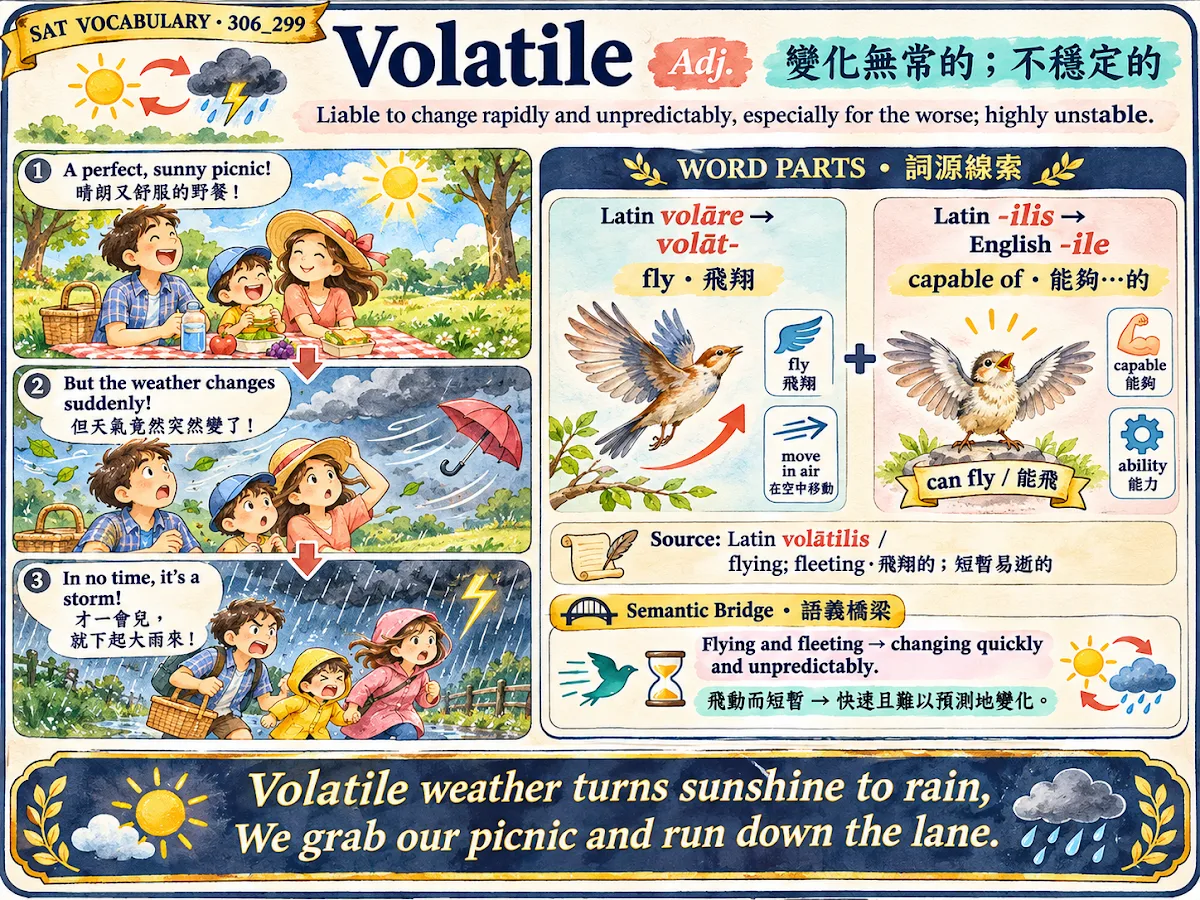 SAT VOCABULARY · 306_299
Volatile
Adj.
變化無常的；不穩定的
Liable to change rapidly and unpredictably, especially for the worse; highly unstable.
1 A perfect, sunny picnic!
晴朗又舒服的野餐！
2 But the weather changes
suddenly!
但天氣竟然突然變了！
3 In no time, it's a
storm!
才一會兒，
就下起大雨來！
WORD PARTS • 詞源線索
Latin volāre →
volāt-
fly · 飛翔
fly
飛翔
move
in air
在空中移動
+
Latin -ilis →
English -ile
capable of · 能夠…的
capable
能夠
ability
能力
can fly / 能飛
Source: Latin volātilis /
flying; fleeting · 飛翔的；短暫易逝的
Semantic Bridge • 語義橋梁
Flying and fleeting → changing quickly
and unpredictably.
飛動而短暫 → 快速且難以預測地變化。
Volatile weather turns sunshine to rain,
We grab our picnic and run down the lane.